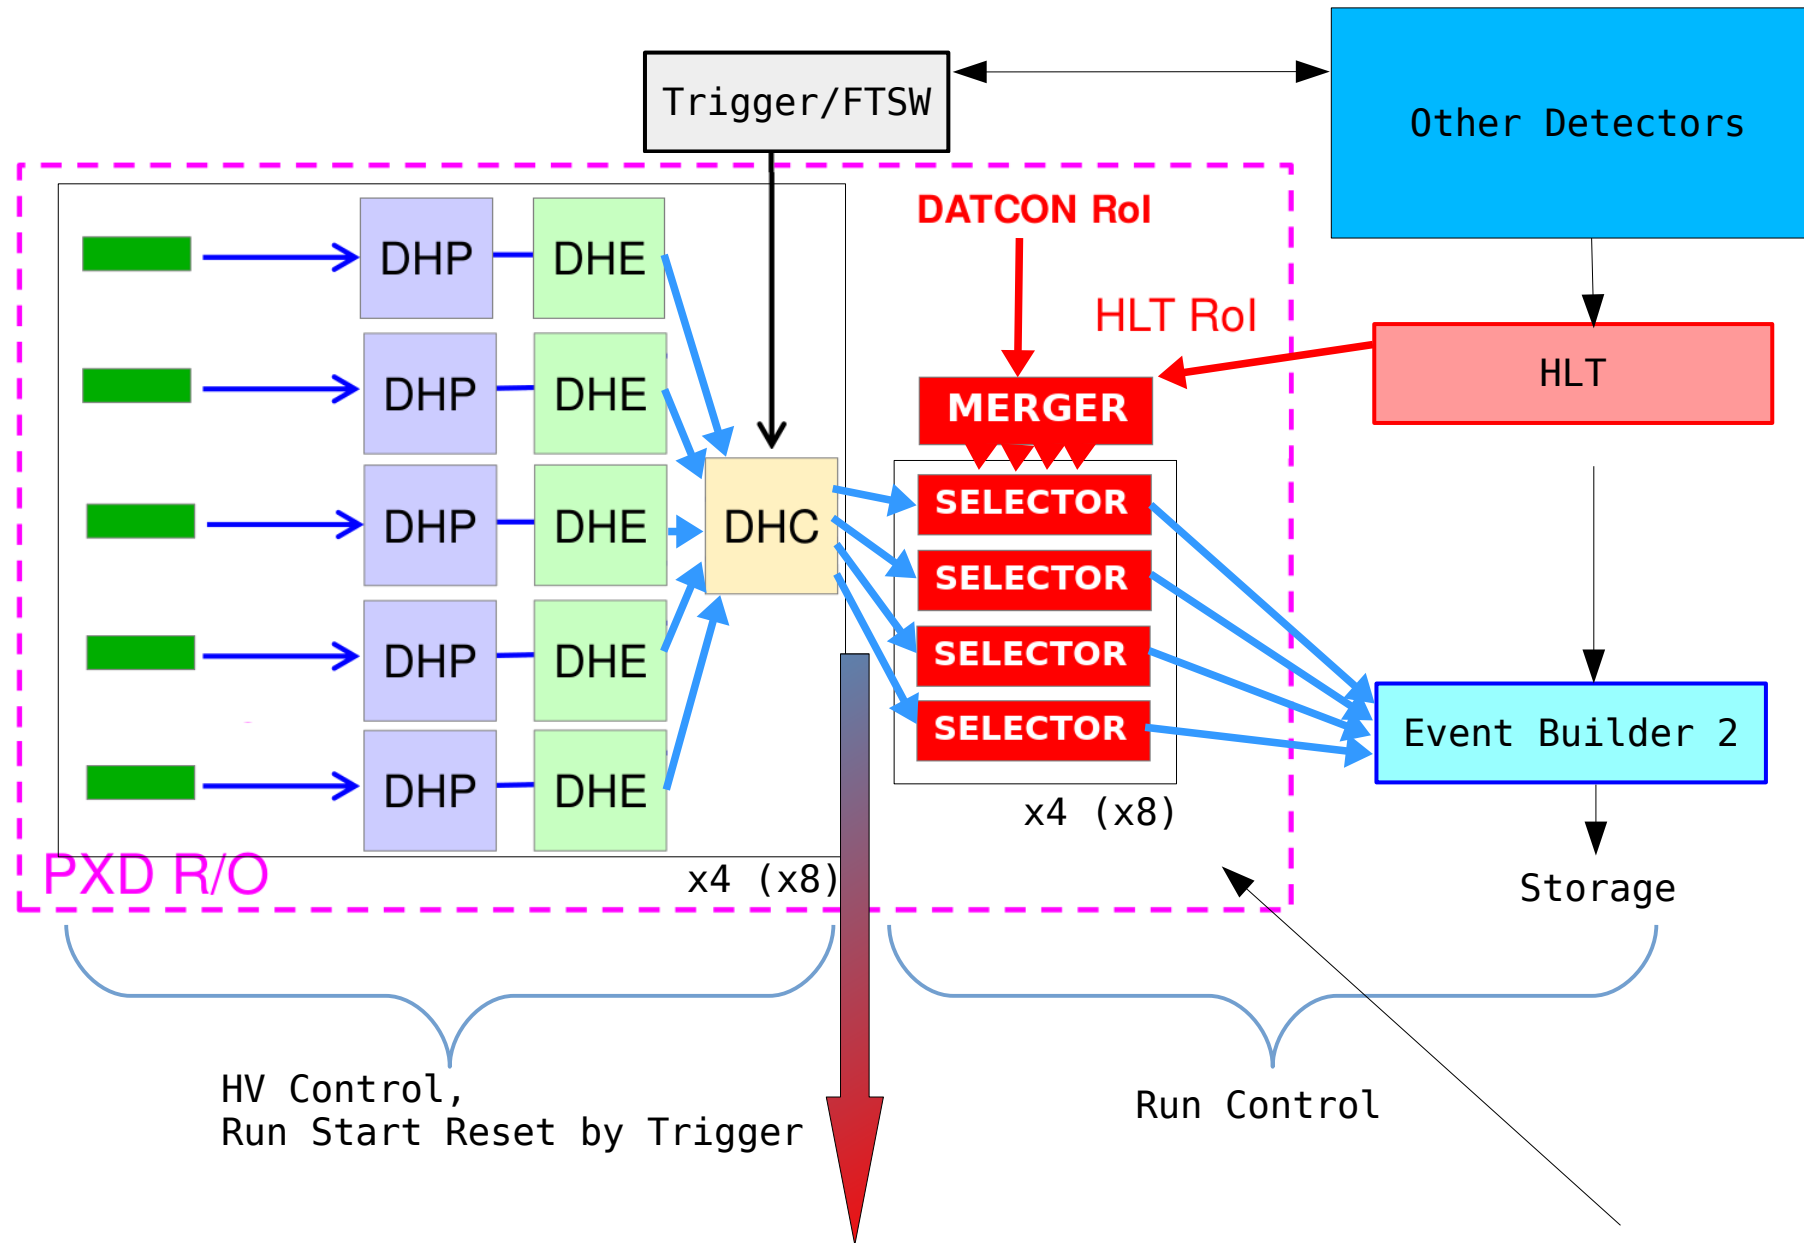 Trigger/FTSW
Other Detectors
DATCON RoI
HLT RoI
HLT
DHP
DHE
DHP
DHE
DHP
DHE
DHP
DHE
DHP
DHE
DHC
MERGER
SELECTOR
SELECTOR
SELECTOR
SELECTOR
x4 (x8)
Event Builder 2
Storage
PXD R/O
x4 (x8)
HV Control,
Run Start Reset by Trigger
Run Control